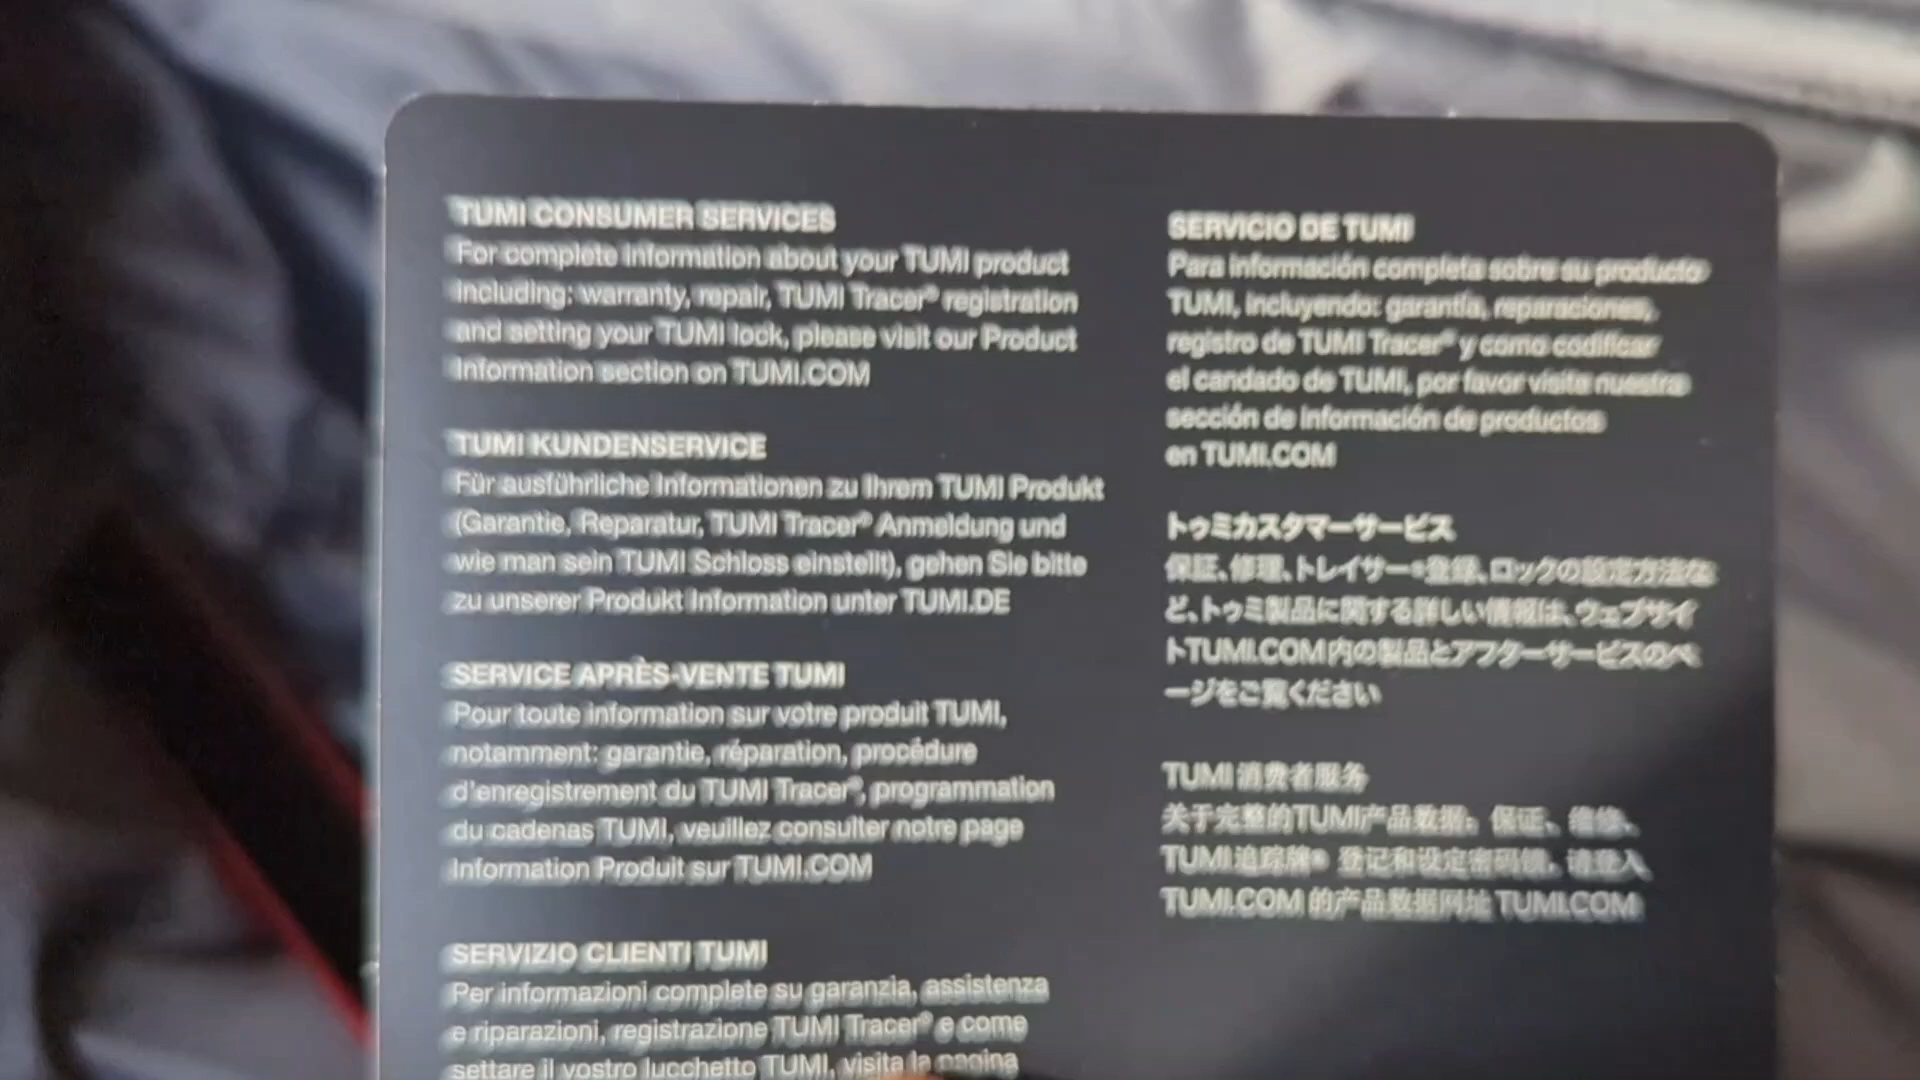 TUMI CONSUMER SERVICES
For complete information about your TUMI product
including: warranty, repair, TUMI Tracer® registration
and setting your TUMI lock, please visit our Product
Information section on TUMI.COM
TUMI KUNDENSERVICE
Für ausführliche Informationen zu Ihrem TUMI Produkt
(Garantie, Reparatur, TUMI Tracer® Anmeldung und
wie man sein TUMI Schloss einstellt), gehen Sie bitte
zu unserer Produkt Information unter TUMI.DE
SERVICE APRÈS-VENTE TUMI
Pour toute information sur votre produit TUMI,
notamment: garantie, réparation, procédure
d'enregistrement du TUMI Tracer®, programmation
du cadenas TUMI, veuillez consulter notre page
Information Produit sur TUMI.COM
SERVIZIO CLIENTI TUMI
Per informazioni complete su garanzia, assistenza
e riparazioni, registrazione TUMI Tracer® e come
settare il vostro lucchetto TUMI, visita la pagina
SERVICIO DE TUMI
Para información completa sobre su producto
TUMI, incluyendo: garantía, reparaciones,
registro de TUMI Tracer® y como codificar
el candado de TUMI, por favor visite nuestra
sección de información de productos
en TUMI.COM
トゥミカスタマーサービス
保証、修理、トレイサー®登録、ロックの設定方法な
ど、トゥミ製品に関する詳しい情報は、ウェブサイ
トTUMI.COM内の製品とアフターサービスのペ
ージをご覧ください
TUMI 消费者服务
关于完整的TUMI产品数据：保证、维修、
TUMI追踪牌® 登记和设定密码锁，请登入
TUMI.COM 的产品数据网址 TUMI.COM